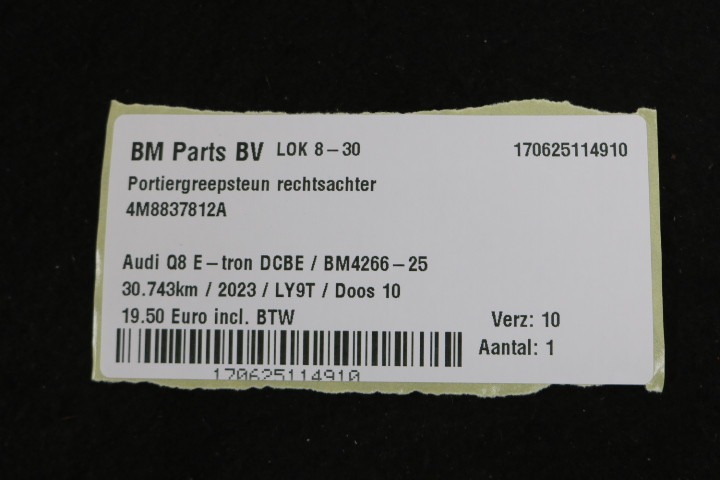 BM Parts BV LOK 8-30 170625114910
Portiergreepsteun rechtsachter
4M8837812A
Audi Q8 E-tron DCBE / BM4266-25
30.743km / 2023 / LY9T / Doos 10
19.50 Euro incl. BTW Verz: 10
Aantal: 1
170625114910